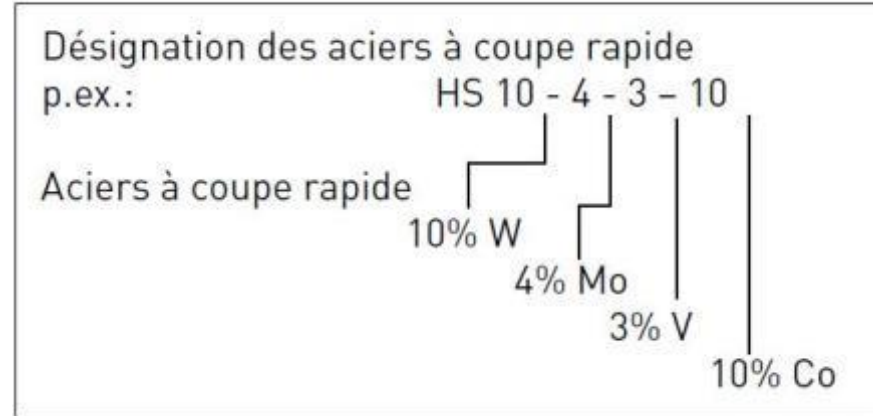 Désignation des aciers à coupe rapide
p.ex.: HS 10 - 4 - 3 – 10
Aciers à coupe rapide
10% W
4% Mo
3% V
10% Co